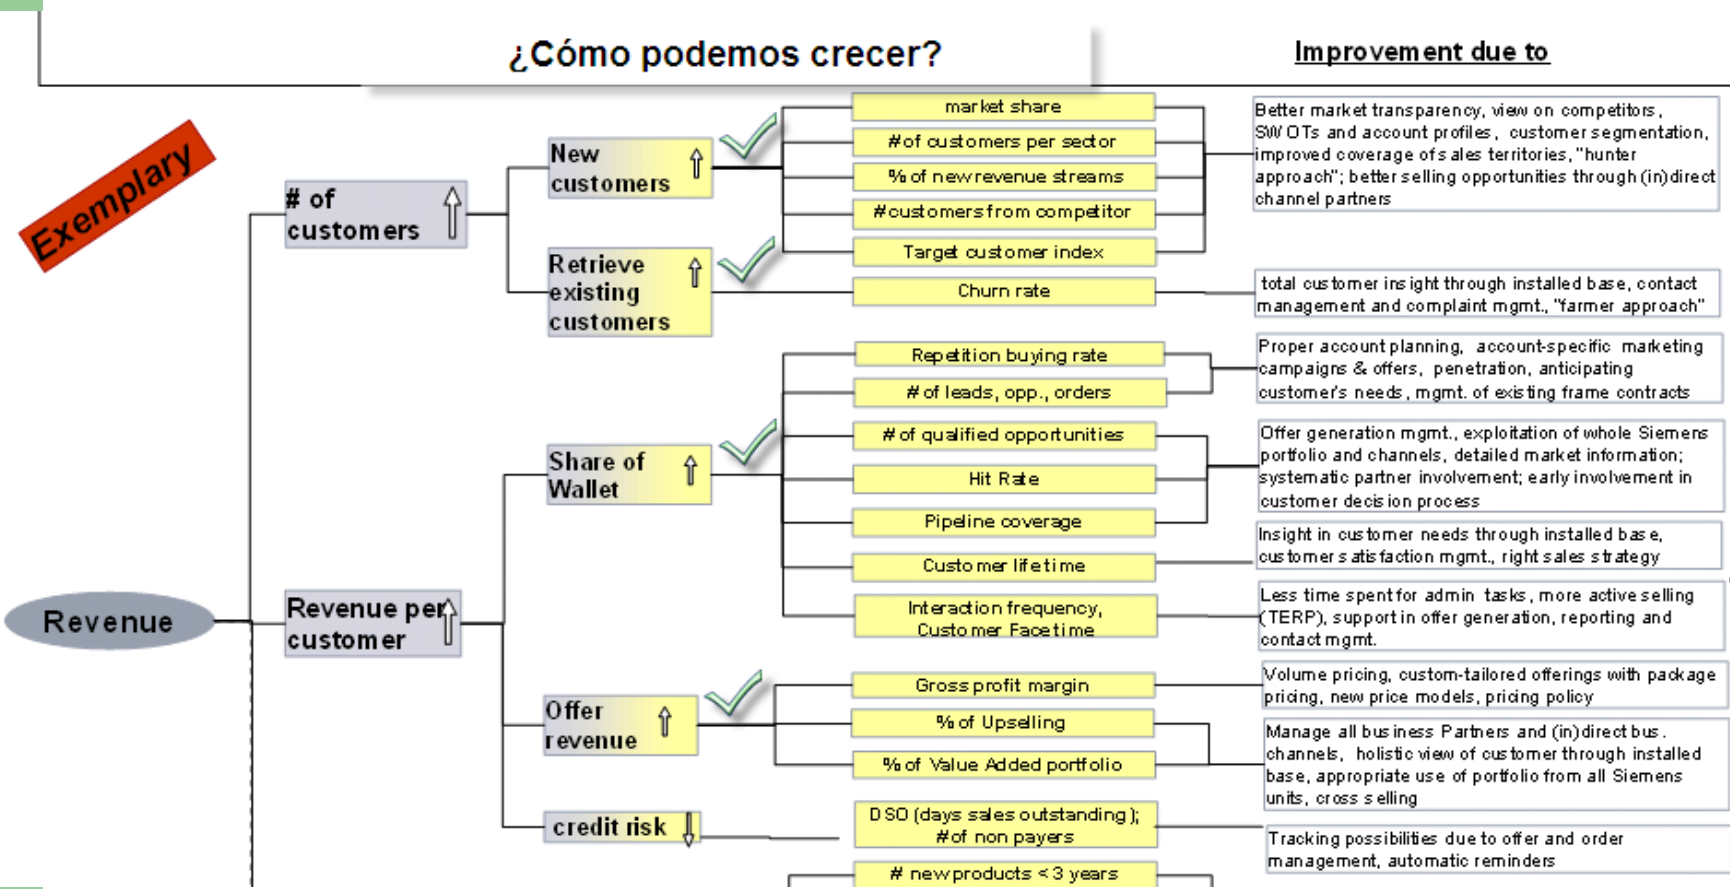 ¿Cómo podemos crecer?
Improvement due to
Exemplary
Revenue
# of
customers
Revenue per
customer
New
customers
Retrieve
existing
customers
Share of
Wallet
Offer
revenue
credit risk
market share
# of customers per sector
% of new revenue streams
# customers from competitor
Target customer index
Churn rate
Repetition buying rate
# of leads, opp., orders
# of qualified opportunities
Hit Rate
Pipeline coverage
Customer lifetime
Interaction frequency,
Customer Facetime
Gross profit margin
% of Upselling
% of Value Added portfolio
DSO (days sales outstanding);
# of non payers
# new products < 3 years
Better market transparency, view on competitors,
SWOTs and account profiles, customer segmentation,
improved coverage of sales territories, "hunter
approach"; better selling opportunities through (in)direct
channel partners
total customer insight through installed base, contact
management and complaint mgmt., "farmer approach"
Proper account planning, account-specific marketing
campaigns & offers, penetration, anticipating
customer's needs, mgmt. of existing frame contracts
Offer generation mgmt., exploitation of whole Siemens
portfolio and channels, detailed market information;
systematic partner involvement; early involvement in
customer decision process
Insight in customer needs through installed base,
customer satisfaction mgmt., right sales strategy
Less time spent for admin tasks, more active selling
(TERP), support in offer generation, reporting and
contact mgmt.
Volume pricing, custom-tailored offerings with package
pricing, new price models, pricing policy
Manage all business Partners and (in)direct bus.
channels, holistic view of customer through installed
base, appropriate use of portfolio from all Siemens
units, cross selling
Tracking possibilities due to offer and order
management, automatic reminders